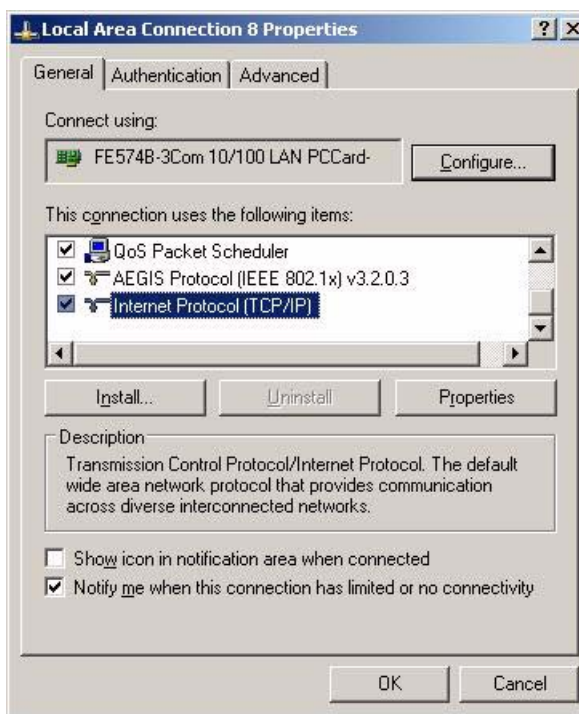 Local Area Connection 8 Properties
General Authentication Advanced
Connect using:
FE574B-3Com 10/100 LAN PCCard-
Configure...
This connection uses the following items:
QoS Packet Scheduler
AEGIS Protocol (IEEE 802.1x) v3.2.0.3
Internet Protocol (TCP/IP)
Install... Uninstall Properties
Description
Transmission Control Protocol/Internet Protocol. The default
wide area network protocol that provides communication
across diverse interconnected networks.
Show icon in notification area when connected
Notify me when this connection has limited or no connectivity
OK Cancel